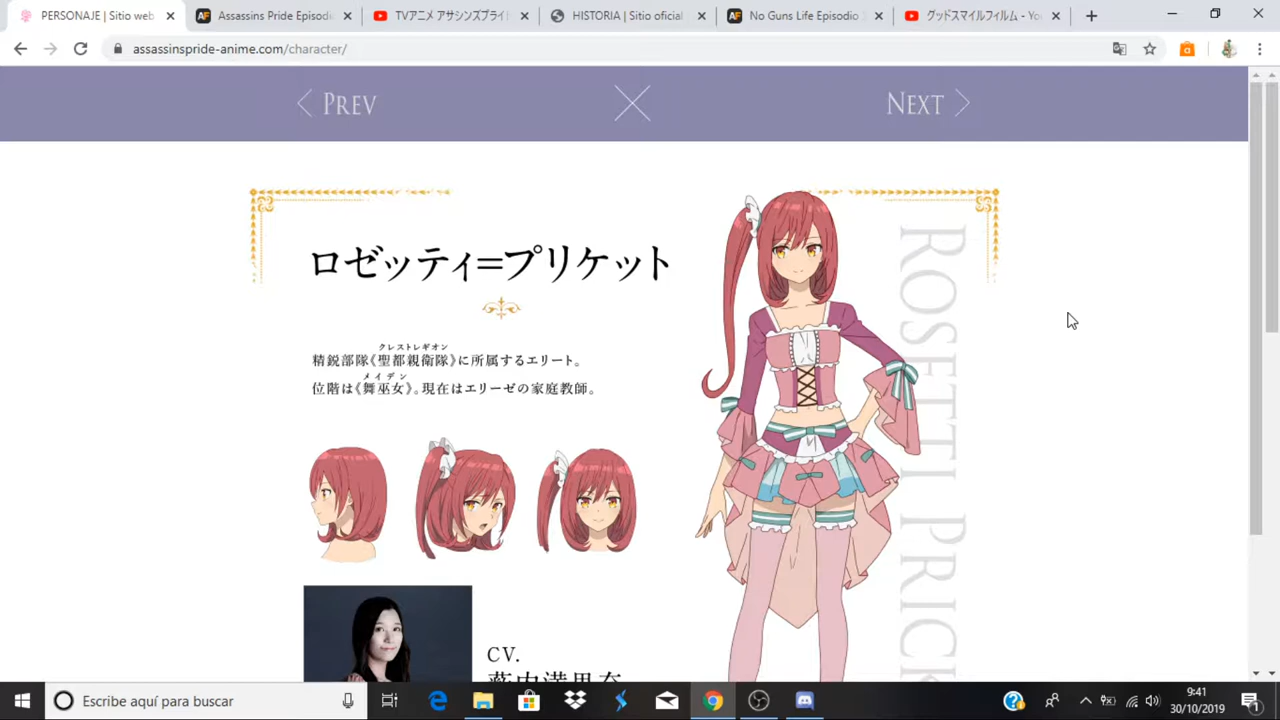 PERSONAJE | Sitio web
Assassins Pride Episodi
TVアニメ アサシンズプライ
HISTORIA | Sitio oficial
No Guns Life Episodio
グッドスマイルフィルム - Yo
assassinspride-anime.com/character/
PREV
NEXT
ロゼッティ=プリケット
クレストレギオン
精鋭部隊《聖都親衛隊》に所属するエリート。
メイデン
位階は《舞巫女》。現在はエリーゼの家庭教師。
ROSETTI PRICK
CV.
Escribe aquí para buscar
9:41
30/10/2019